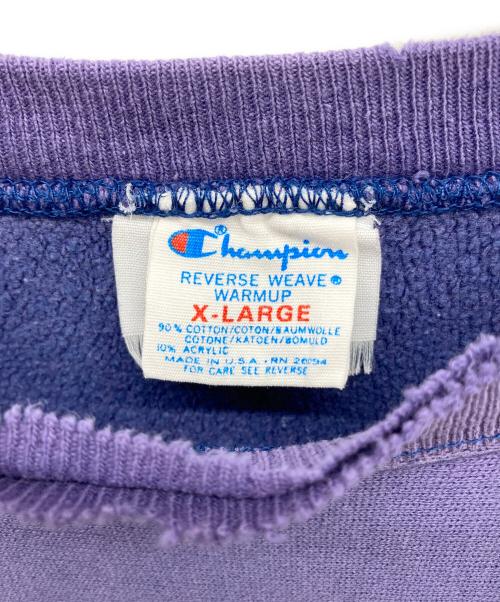 Champion®
REVERSE WEAVE®
WARMUP
X-LARGE
90% COTTON/COTON/BAUMWOLLE
COTONE/KATOEN/BOMULD
10% ACRYLIC
MADE IN U.S.A. · RN 26094
FOR CARE SEE REVERSE